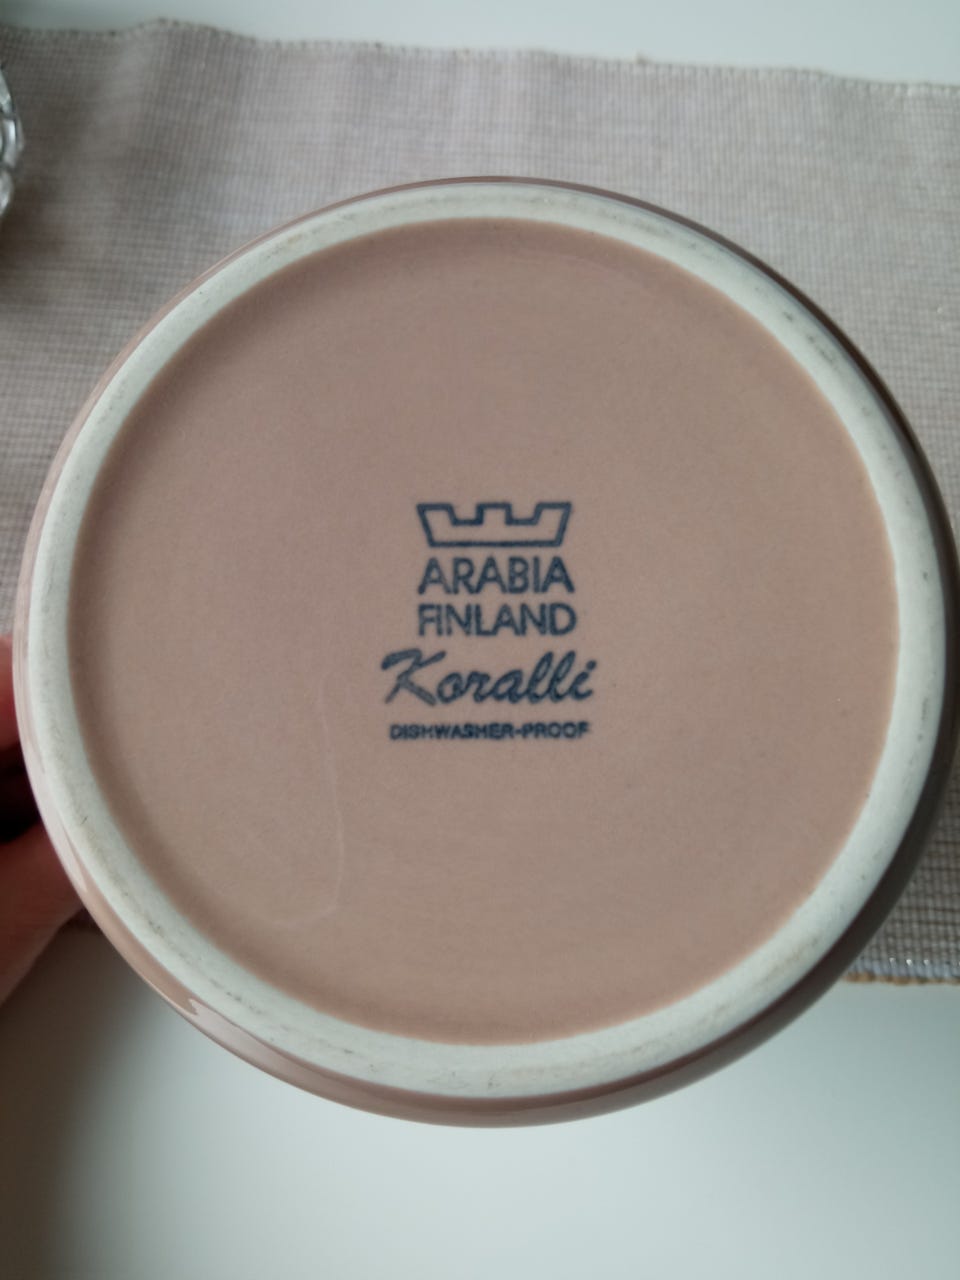 ARABIA
FINLAND
Koralli
DISHWASHER-PROOF